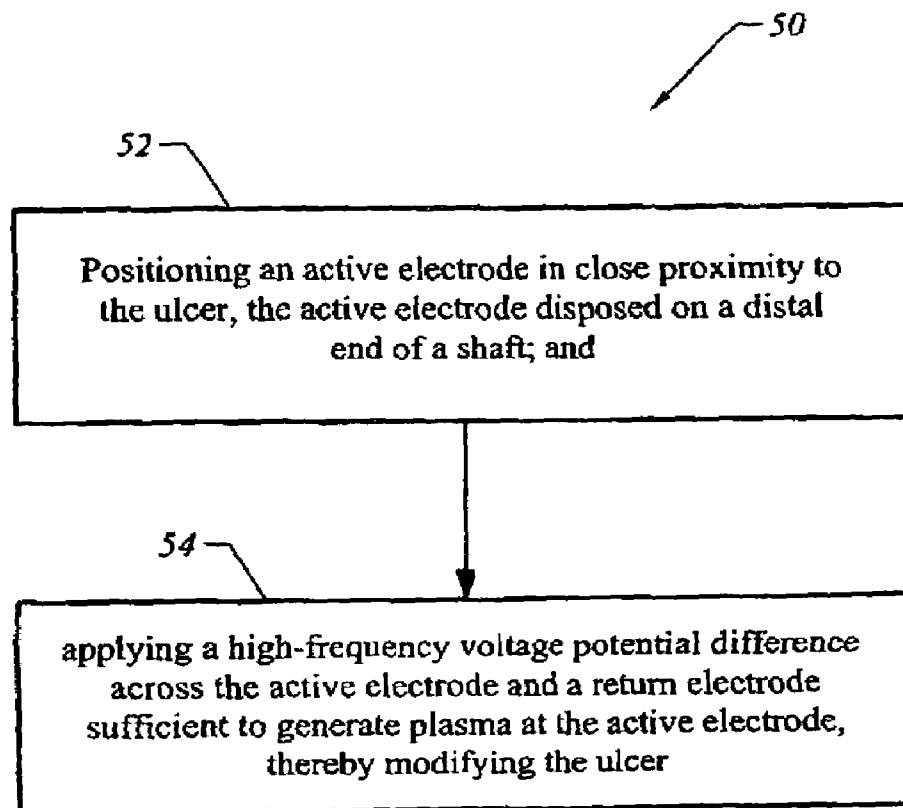 50
52
Positioning an active electrode in close proximity to
the ulcer, the active electrode disposed on a distal
end of a shaft; and
54
applying a high-frequency voltage potential difference
across the active electrode and a return electrode
sufficient to generate plasma at the active electrode,
thereby modifying the ulcer